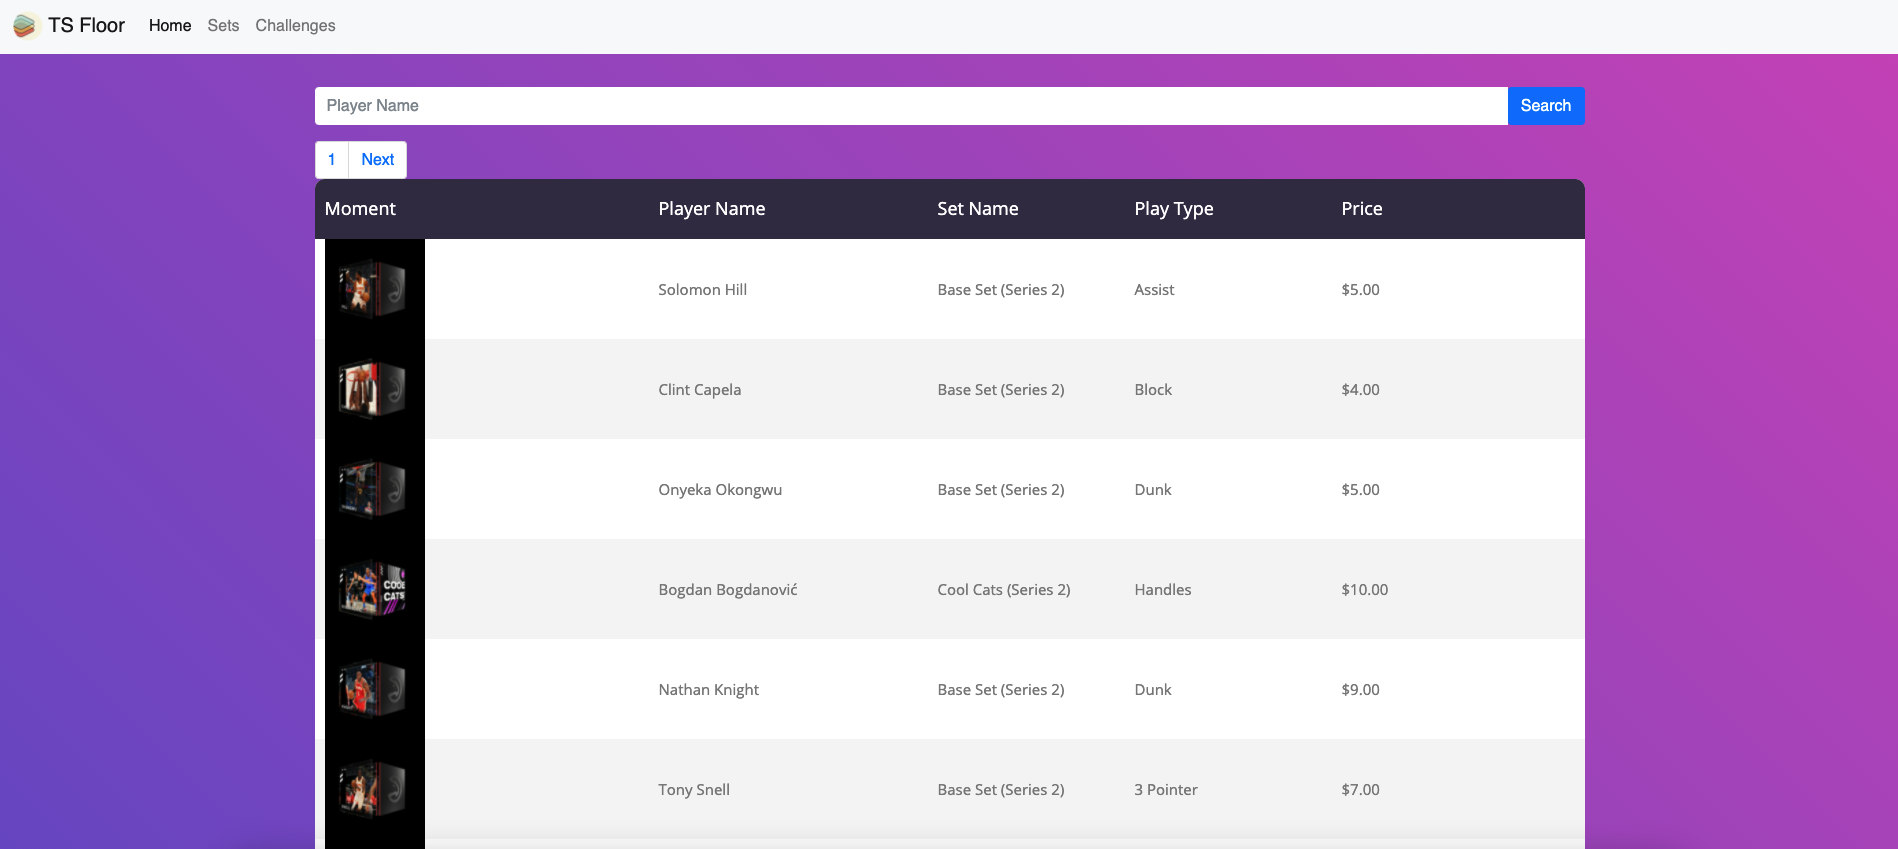 TS Floor Home Sets Challenges
Player Name Search
1 Next
Moment Player Name Set Name Play Type Price
Solomon Hill Base Set (Series 2) Assist $5.00
Clint Capela Base Set (Series 2) Block $4.00
Onyeka Okongwu Base Set (Series 2) Dunk $5.00
COOL
CATS
Bogdan Bogdanović Cool Cats (Series 2) Handles $10.00
Nathan Knight Base Set (Series 2) Dunk $9.00
Tony Snell Base Set (Series 2) 3 Pointer $7.00